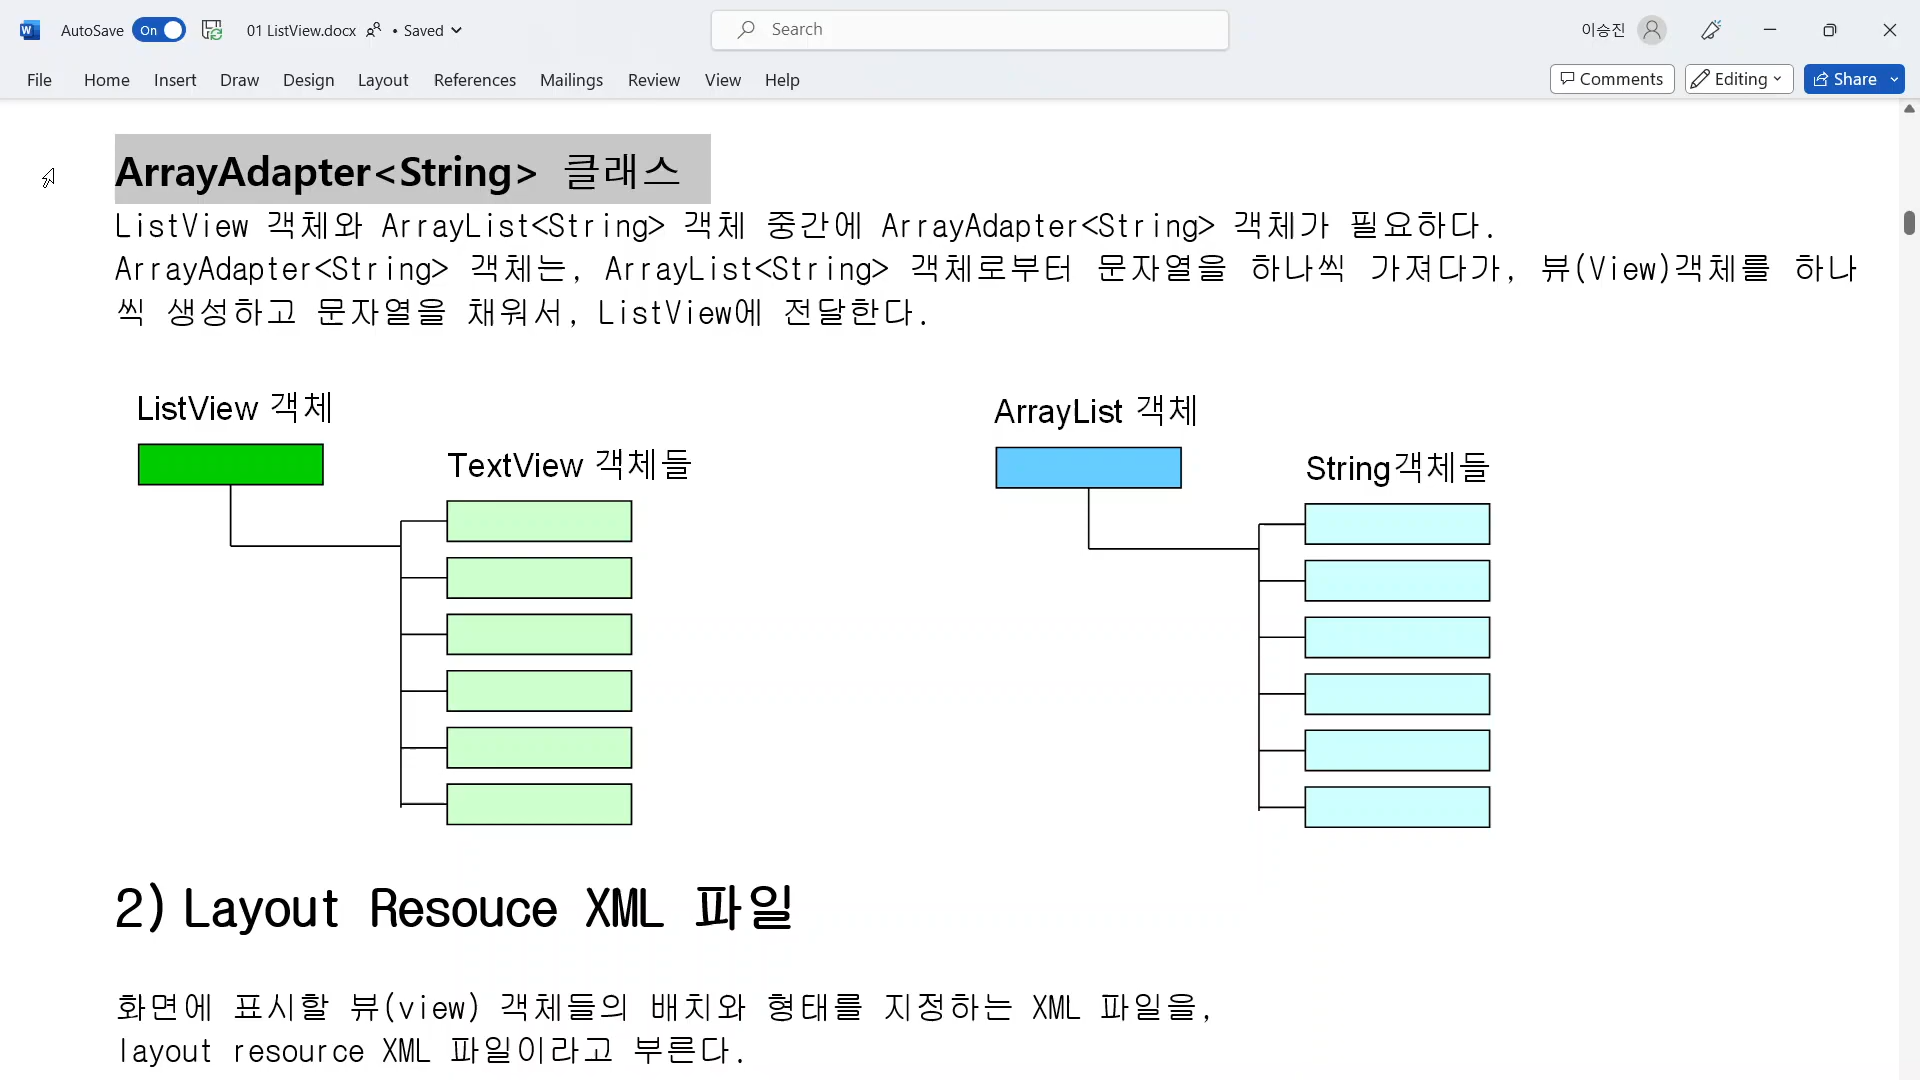 AutoSave On 01 ListView.docx • Saved Search 이승진
File Home Insert Draw Design Layout References Mailings Review View Help Comments Editing Share
ArrayAdapter<String> 클래스
ListView 객체와 ArrayList<String> 객체 중간에 ArrayAdapter<String> 객체가 필요하다.
ArrayAdapter<String> 객체는, ArrayList<String> 객체로부터 문자열을 하나씩 가져다가, 뷰(View)객체를 하나
씩 생성하고 문자열을 채워서, ListView에 전달한다.
ListView 객체
ArrayList 객체
TextView 객체들
String객체들
2) Layout Resouce XML 파일
화면에 표시할 뷰(view) 객체들의 배치와 형태를 지정하는 XML 파일을,
layout resource XML 파일이라고 부른다.